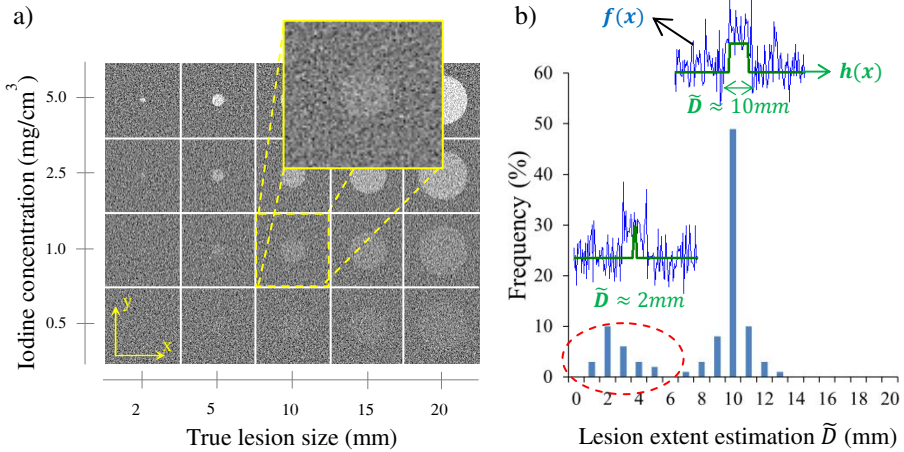 a)
Iodine concentration (mg/cm³)
5.0
2.5
1.0
0.5
y
x
2 5 10 15 20
True lesion size (mm)
b)
f(x)
h(x)
D̃ ≈ 10mm
D̃ ≈ 2mm
Frequency (%)
60
50
40
30
20
10
0
0 2 4 6 8 10 12 14 16 18 20
Lesion extent estimation D̃ (mm)